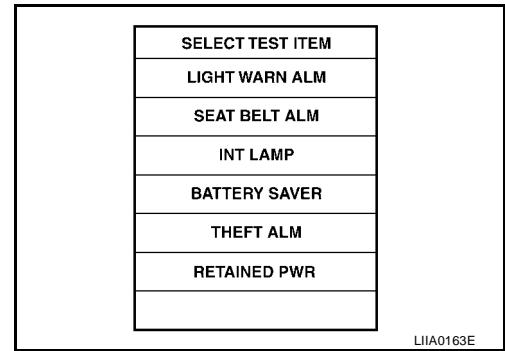 SELECT TEST ITEM
LIGHT WARN ALM
SEAT BELT ALM
INT LAMP
BATTERY SAVER
THEFT ALM
RETAINED PWR
LIIA0163E